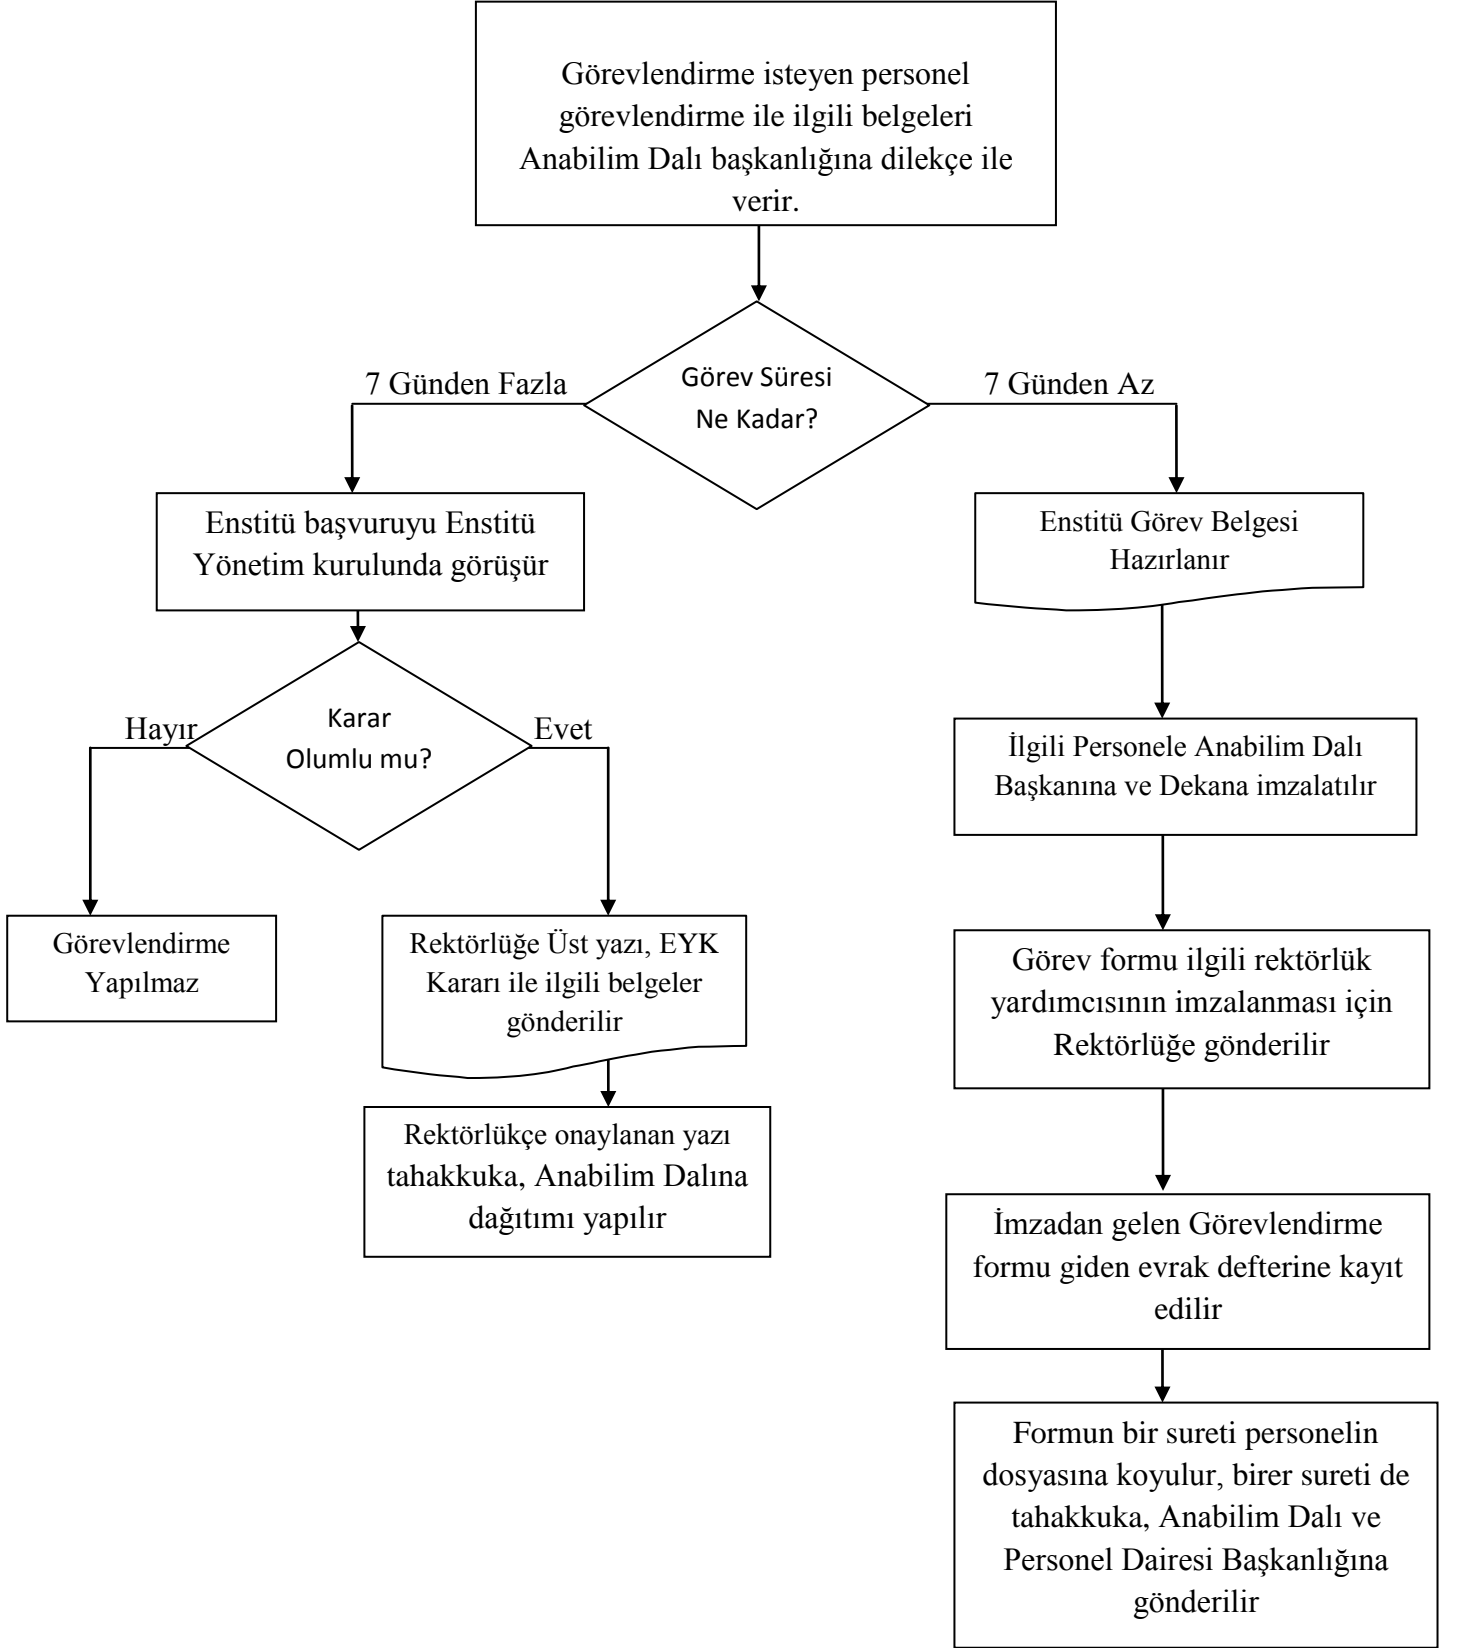 Görevlendirme isteyen personel
görevlendirme ile ilgili belgeleri
Anabilim Dalı başkanlığına dilekçe ile
verir.
7 Günden Fazla
Görev Süresi
Ne Kadar?
7 Günden Az
Enstitü başvuruyu Enstitü
Yönetim kurulunda görüşür
Enstitü Görev Belgesi
Hazırlanır
Hayır
Karar
Olumlu mu?
Evet
İlgili Personele Anabilim Dalı
Başkanına ve Dekana imzalatılır
Görevlendirme
Yapılmaz
Rektörlüğe Üst yazı, EYK
Kararı ile ilgili belgeler
gönderilir
Görev formu ilgili rektörlük
yardımcısının imzalanması için
Rektörlüğe gönderilir
Rektörlükçe onaylanan yazı
tahakkuka, Anabilim Dalına
dağıtımı yapılır
İmzadan gelen Görevlendirme
formu giden evrak defterine kayıt
edilir
Formun bir sureti personelin
dosyasına koyulur, birer sureti de
tahakkuka, Anabilim Dalı ve
Personel Dairesi Başkanlığına
gönderilir